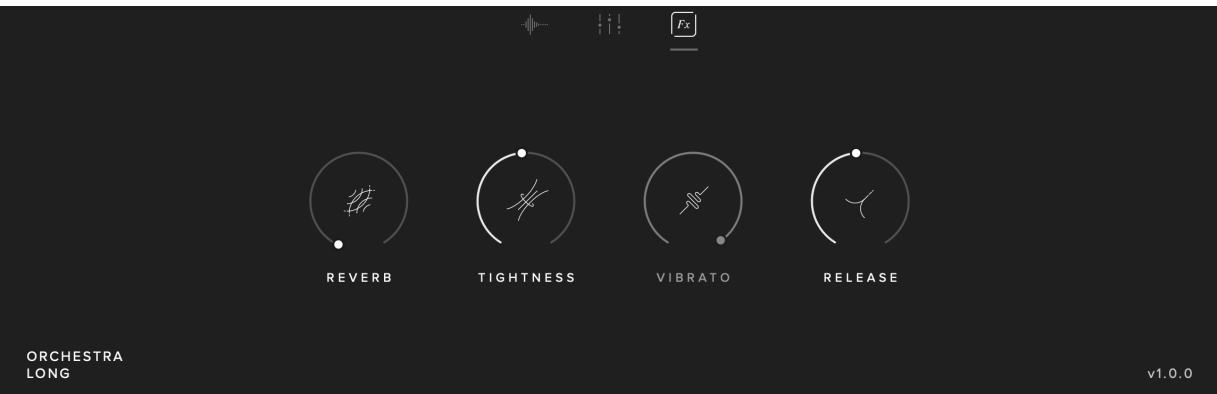 Fx
REVERB
TIGHTNESS
VIBRATO
RELEASE
ORCHESTRA
LONG
v1.0.0